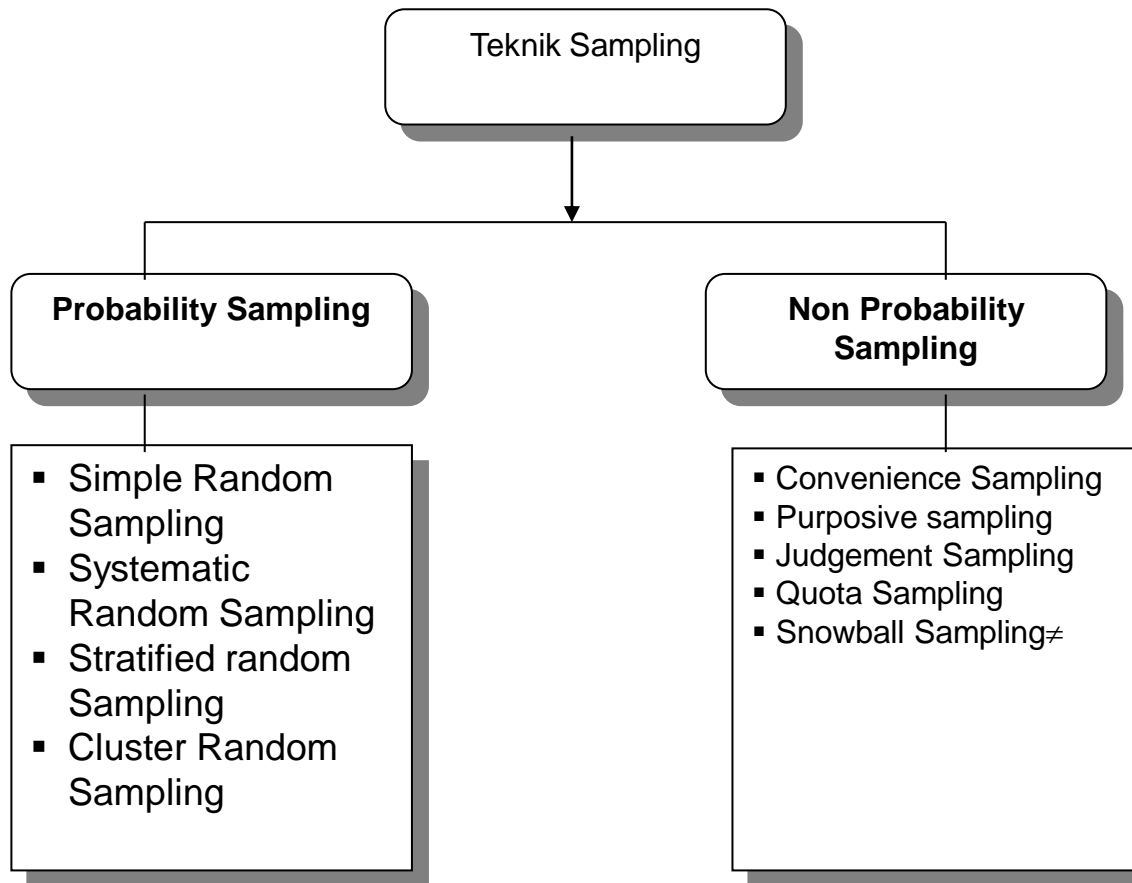 Teknik Sampling
Probability Sampling
Non Probability
Sampling
▪ Simple Random
Sampling
▪ Systematic
Random Sampling
▪ Stratified random
Sampling
▪ Cluster Random
Sampling
▪ Convenience Sampling
▪ Purposive sampling
▪ Judgement Sampling
▪ Quota Sampling
▪ Snowball Sampling≠